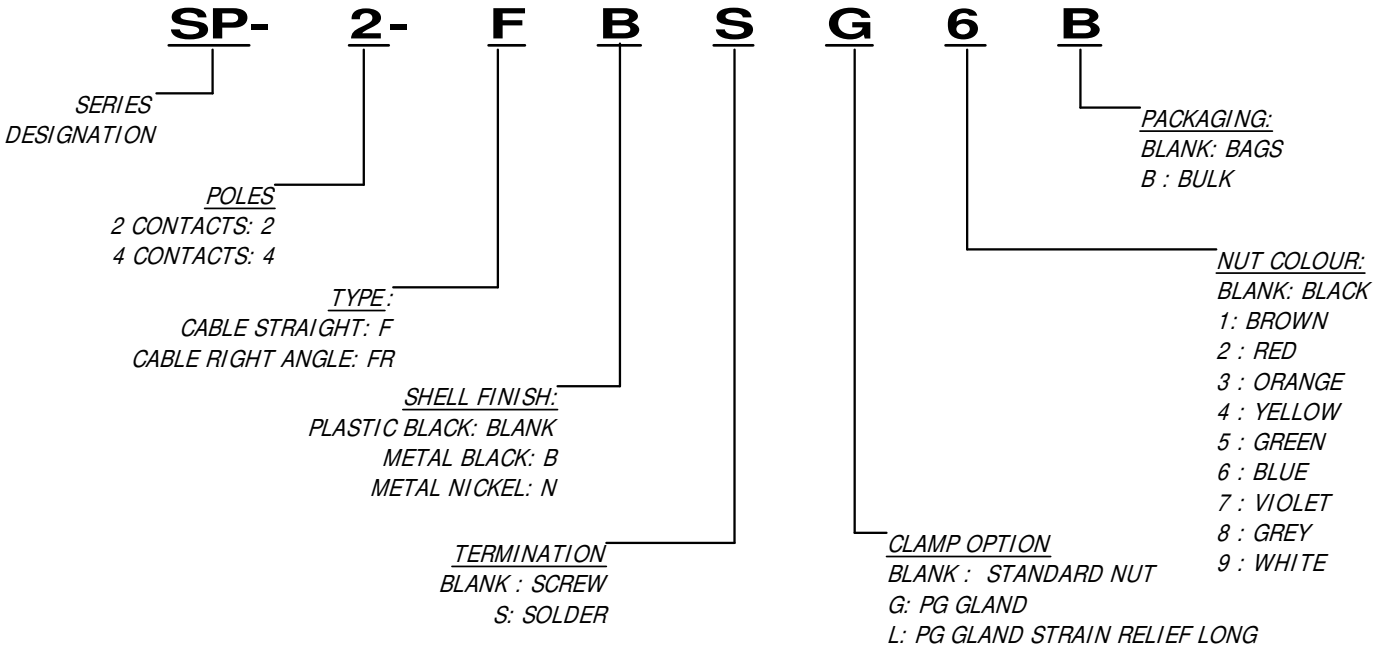 SP- 2- F B S G 6 B
SERIES
DESIGNATION
POLES
2 CONTACTS: 2
4 CONTACTS: 4
TYPE:
CABLE STRAIGHT: F
CABLE RIGHT ANGLE: FR
SHELL FINISH:
PLASTIC BLACK: BLANK
METAL BLACK: B
METAL NICKEL: N
TERMINATION
BLANK : SCREW
S: SOLDER
CLAMP OPTION
BLANK : STANDARD NUT
G: PG GLAND
L: PG GLAND STRAIN RELIEF LONG
NUT COLOUR:
BLANK: BLACK
1: BROWN
2 : RED
3 : ORANGE
4 : YELLOW
5 : GREEN
6 : BLUE
7 : VIOLET
8 : GREY
9 : WHITE
PACKAGING:
BLANK: BAGS
B : BULK